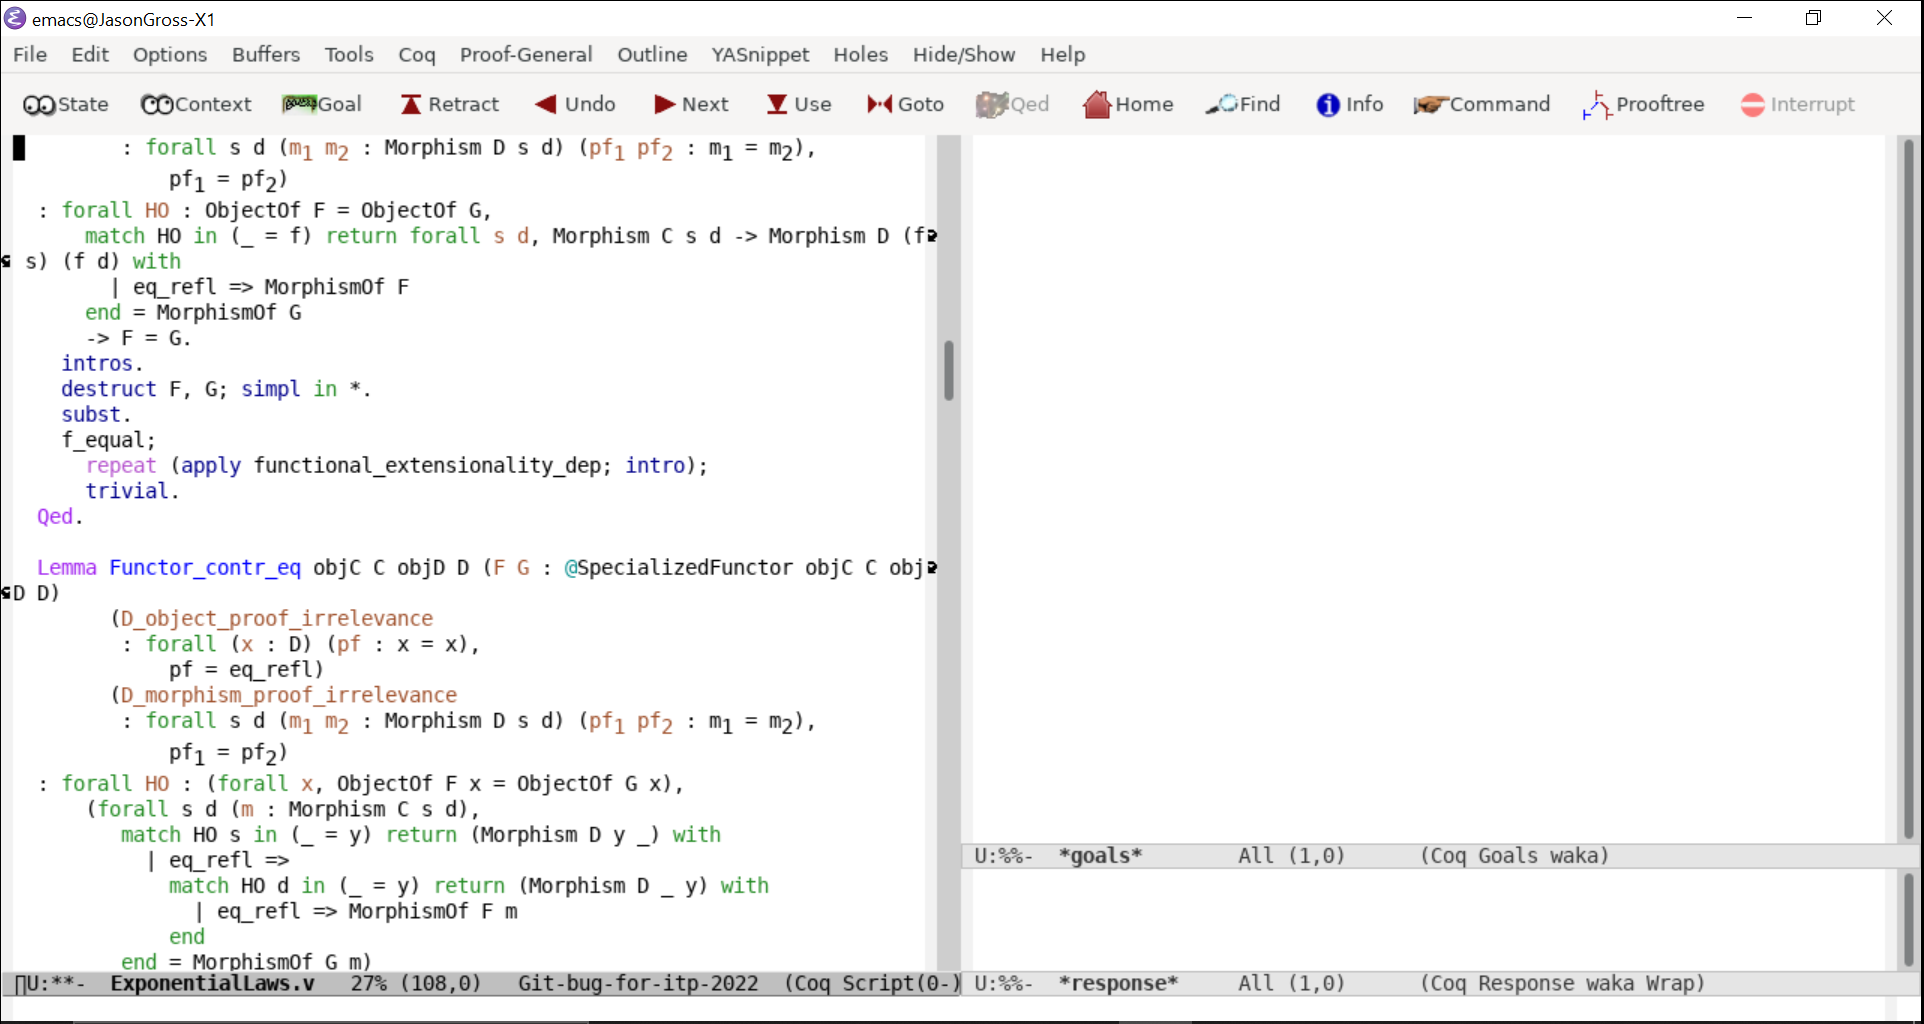 emacs@JasonGross-X1
File Edit Options Buffers Tools Coq Proof-General Outline YASnippet Holes Hide/Show Help
State Context Goal Retract Undo Next Use Goto Qed Home Find Info Command Prooftree Interrupt
: forall s d (m1 m2 : Morphism D s d) (pf1 pf2 : m1 = m2),
pf1 = pf2)
: forall HO : ObjectOf F = ObjectOf G,
match HO in (_ = f) return forall s d, Morphism C s d -> Morphism D (f
s) (f d) with
| eq_refl => MorphismOf F
end = MorphismOf G
-> F = G.
intros.
destruct F, G; simpl in *.
subst.
f_equal;
repeat (apply functional_extensionality_dep; intro);
trivial.
Qed.
Lemma Functor_contr_eq objC C objD D (F G : @SpecializedFunctor objC C obj
D D)
(D_object_proof_irrelevance
: forall (x : D) (pf : x = x),
pf = eq_refl)
(D_morphism_proof_irrelevance
: forall s d (m1 m2 : Morphism D s d) (pf1 pf2 : m1 = m2),
pf1 = pf2)
: forall HO : (forall x, ObjectOf F x = ObjectOf G x),
(forall s d (m : Morphism C s d),
match HO s in (_ = y) return (Morphism D y _) with
| eq_refl =>
match HO d in (_ = y) return (Morphism D _ y) with
| eq_refl => MorphismOf F m
end
end = MorphismOf G m)
U:**- ExponentialLaws.v 27% (108,0) Git-bug-for-itp-2022 (Coq Script(0-)
U:%%- *goals* All (1,0) (Coq Goals waka)
U:%%- *response* All (1,0) (Coq Response waka Wrap)